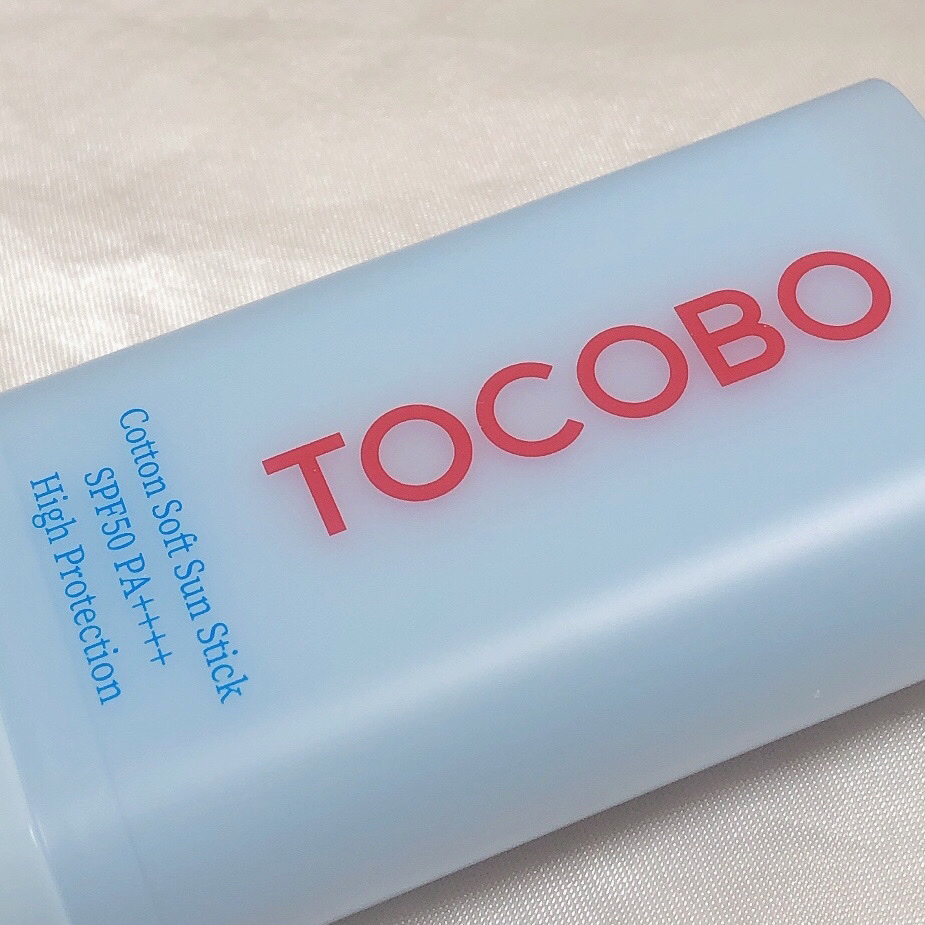 TOCOBO
Cotton Soft Sun Stick
SPF50 PA++++
High Protection